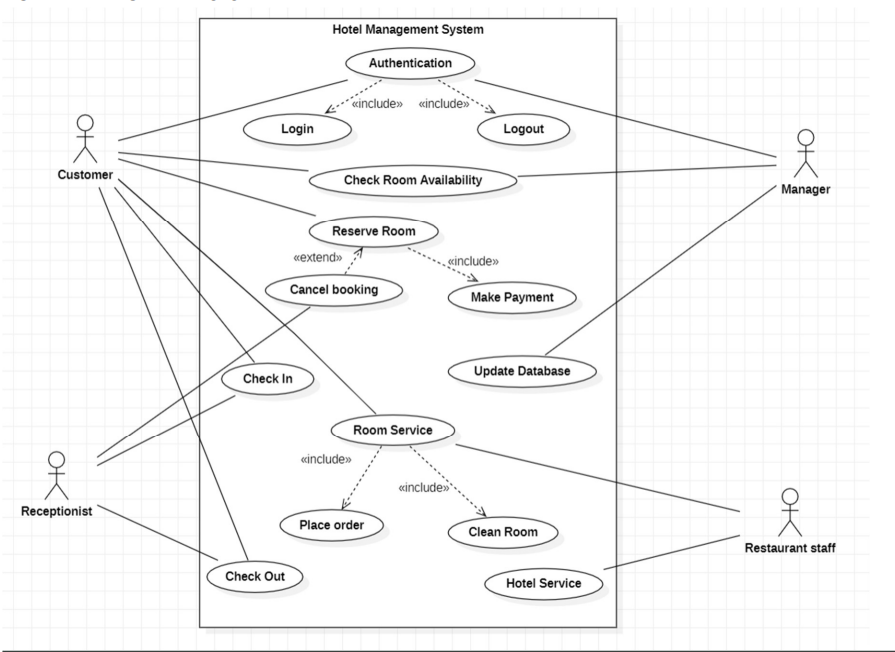 Hotel Management System
Authentication
«include» «include»
Login Logout
Customer
Check Room Availability
Manager
Reserve Room
«extend» «include»
Cancel booking
Make Payment
Update Database
Check In
Room Service
«include»
«include»
Receptionist
Place order
Clean Room
Restaurant staff
Check Out
Hotel Service